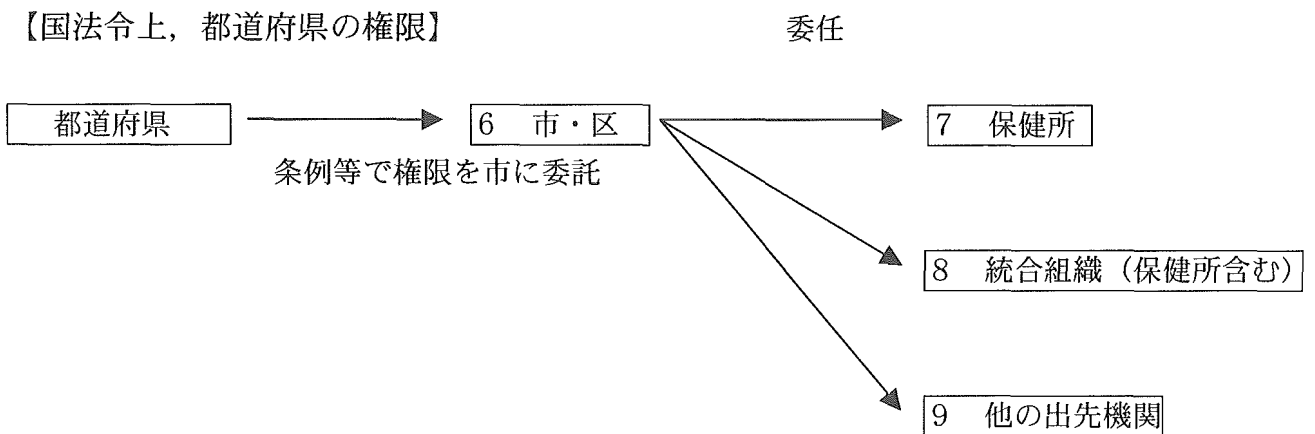 【国法令上，都道府県の権限】 委任
都道府県 6 市・区 7 保健所
条例等で権限を市に委託
8 統合組織（保健所含む）
9 他の出先機関